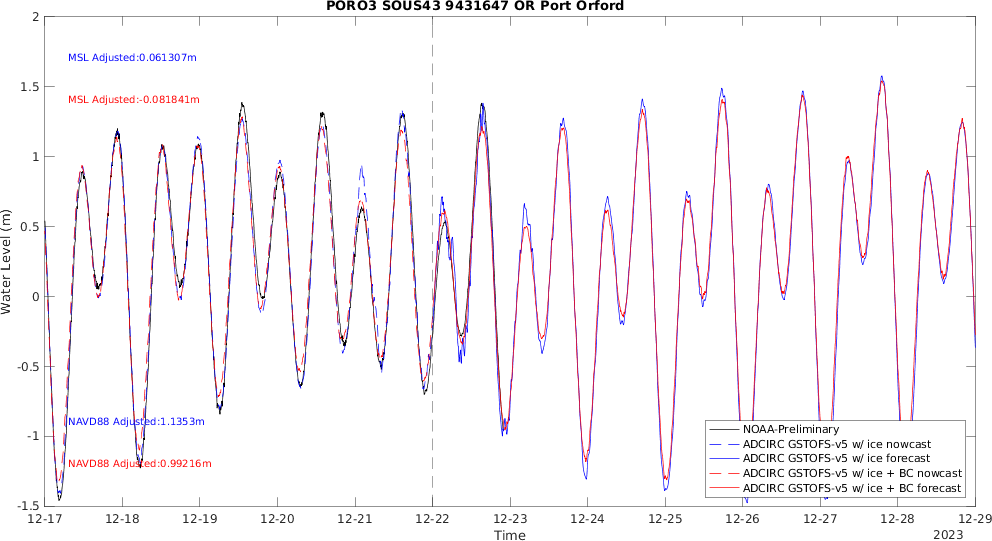 PORO3 SOUS43 9431647 OR Port Orford
2
1.5
1
0.5
0
-0.5
-1
-1.5
Water Level (m)
MSL Adjusted:0.061307m
MSL Adjusted:-0.081841m
NAVD88 Adjusted:1.1353m
NAVD88 Adjusted:0.99216m
NOAA-Preliminary
ADCIRC GSTOFS-v5 w/ ice nowcast
ADCIRC GSTOFS-v5 w/ ice forecast
ADCIRC GSTOFS-v5 w/ ice + BC nowcast
ADCIRC GSTOFS-v5 w/ ice + BC forecast
12-17 12-18 12-19 12-20 12-21 12-22 12-23 12-24 12-25 12-26 12-27 12-28 12-29
Time
2023